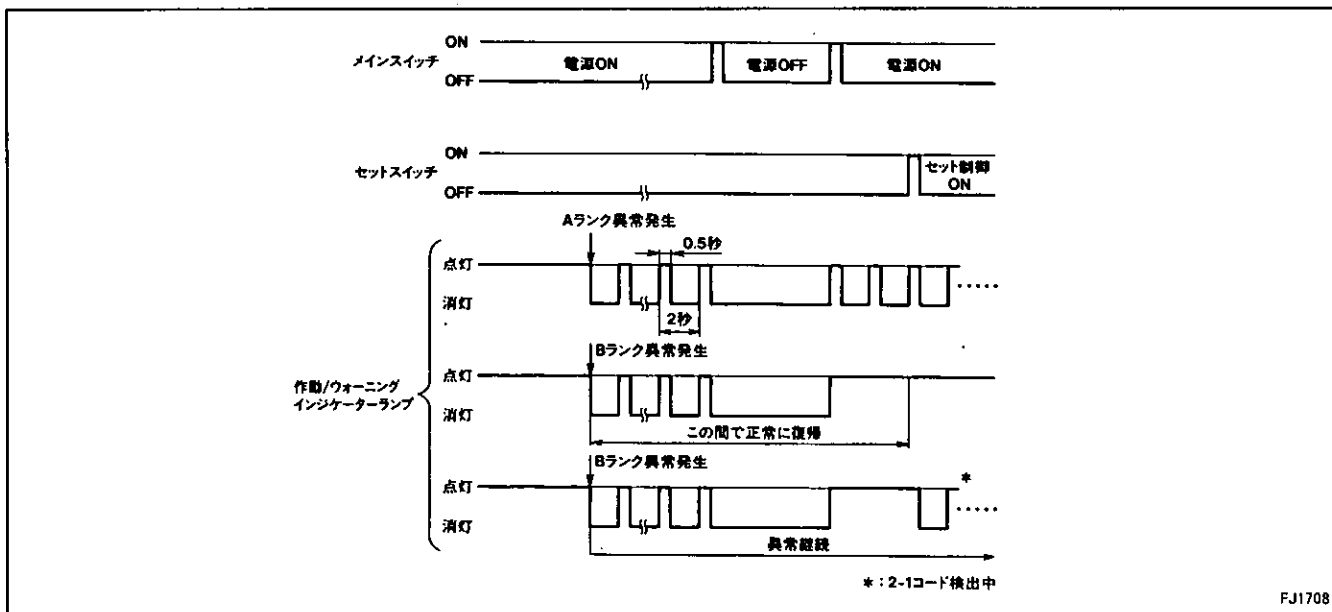 ON
メインスイッチ
電源ON
電源OFF
電源ON
OFF
ON
セットスイッチ
セット制御
ON
OFF
Aランク異常発生
0.5秒
点灯
消灯
2秒
Bランク異常発生
点灯
作動/ウォーニング
インジケーターランプ
消灯
この間で正常に復帰
Bランク異常発生
点灯
*
消灯
異常継続
*：2-1コード検出中
FJ1708